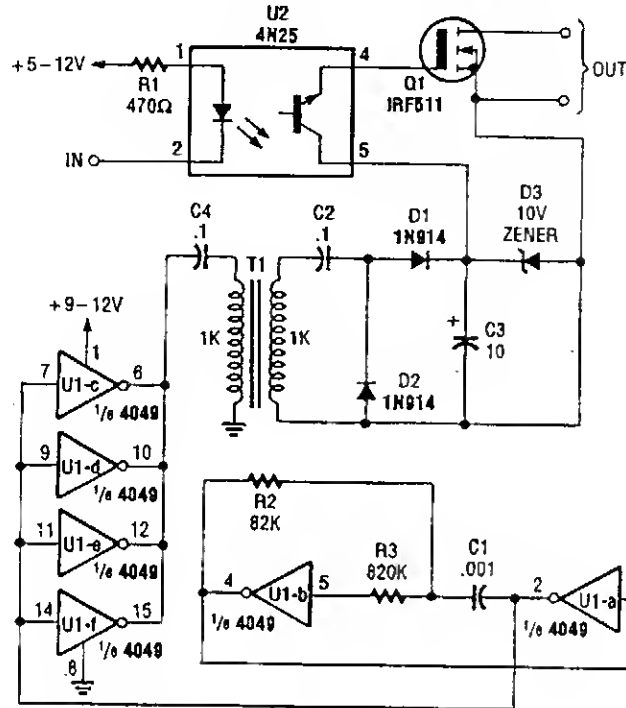 U2
4N25
1
4
+5-12V
R1
470Ω
Q1
IRF511
OUT
2
5
IN
C4
.1
C2
.1
D1
1N914
D3
10V
ZENER
T1
+9-12V
1K
1K
+
C3
10
1
7
U1-c
6
1/6 4049
D2
1N914
9
U1-d
10
1/6 4049
R2
82K
11
U1-e
12
1/6 4049
R3
820K
C1
.001
4
U1-b
5
2
U1-a
14
U1-f
15
1/6 4049
1/6 4049
1/6 4049
8